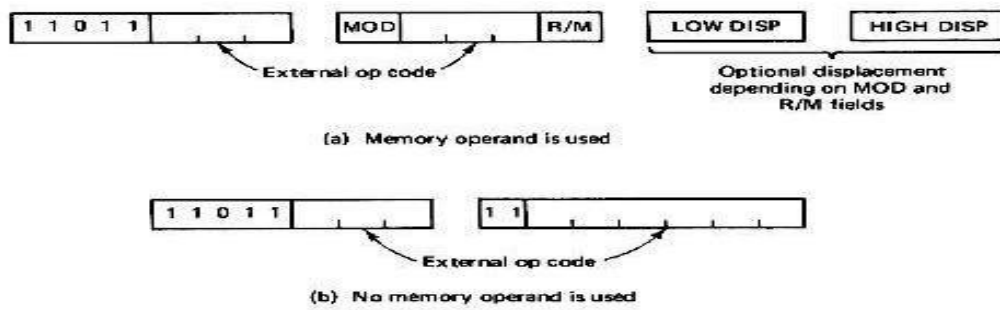 1 1 0 1 1 MOD R/M LOW DISP HIGH DISP
External op code
Optional displacement
depending on MOD and
R/M fields
(a) Memory operand is used
1 1 0 1 1 1 1
External op code
(b) No memory operand is used